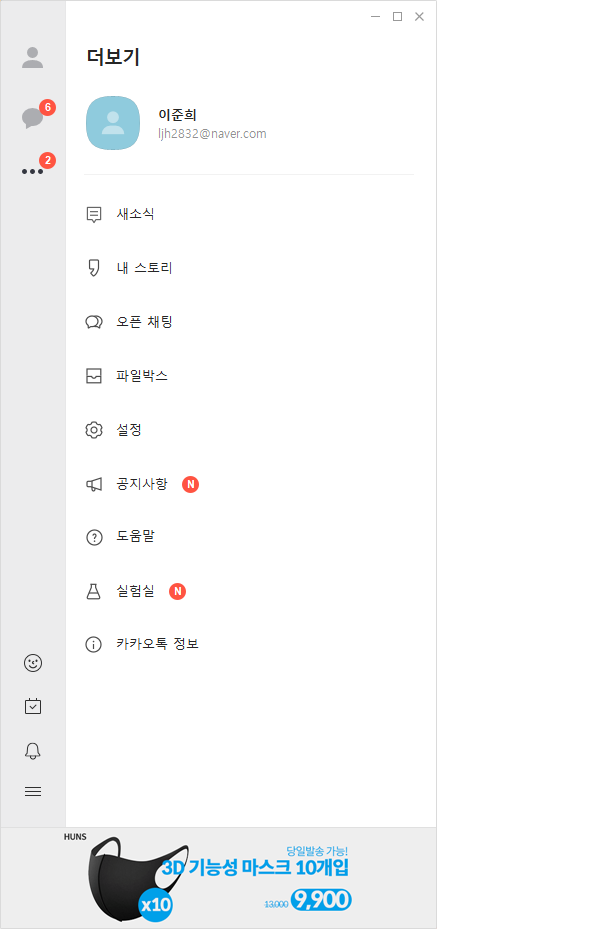 더보기
6
이준희
ljh2832@naver.com
2
새소식
내 스토리
오픈 채팅
파일박스
설정
공지사항 N
도움말
실험실 N
카카오톡 정보
HUNS
당일발송 가능!
3D 기능성 마스크 10개입
x10
13,000 9,900